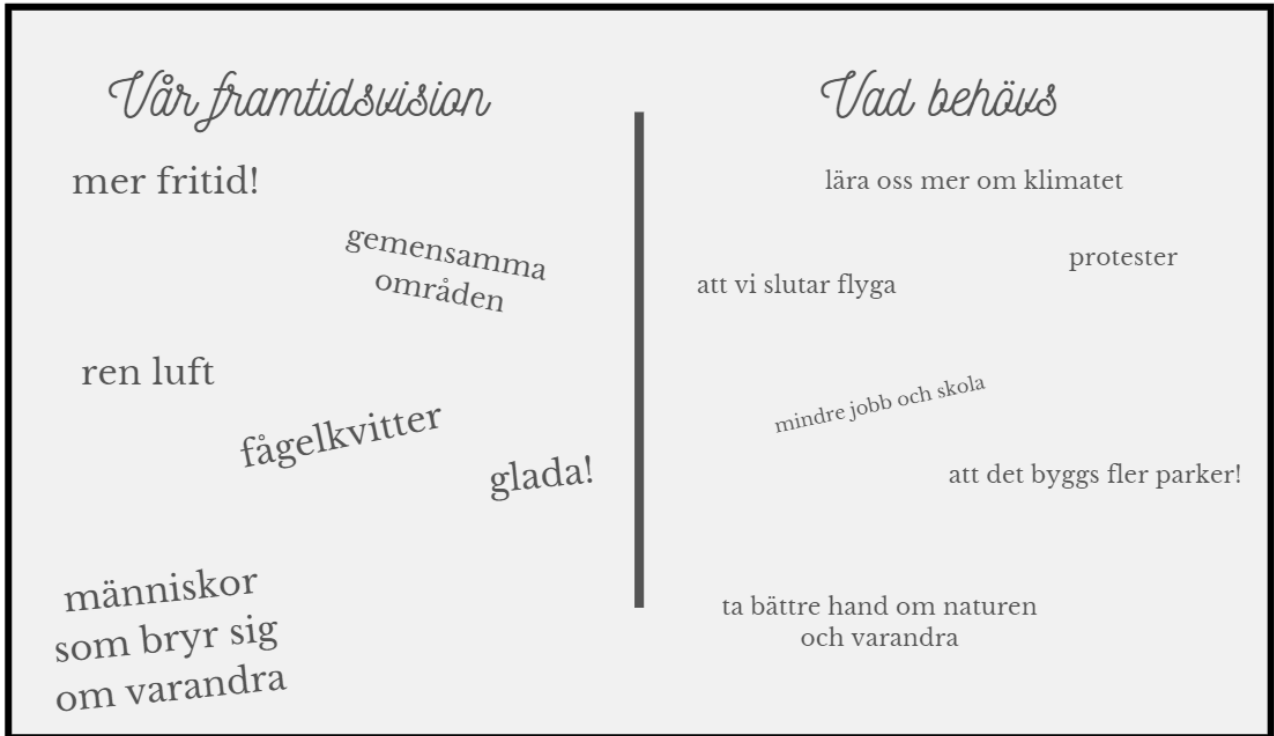 Vår framtidsvision
mer fritid!
gemensamma
områden
ren luft
fågelkvitter
glada!
människor
som bryr sig
om varandra
Vad behövs
lära oss mer om klimatet
protester
att vi slutar flyga
mindre jobb och skola
att det byggs fler parker!
ta bättre hand om naturen
och varandra